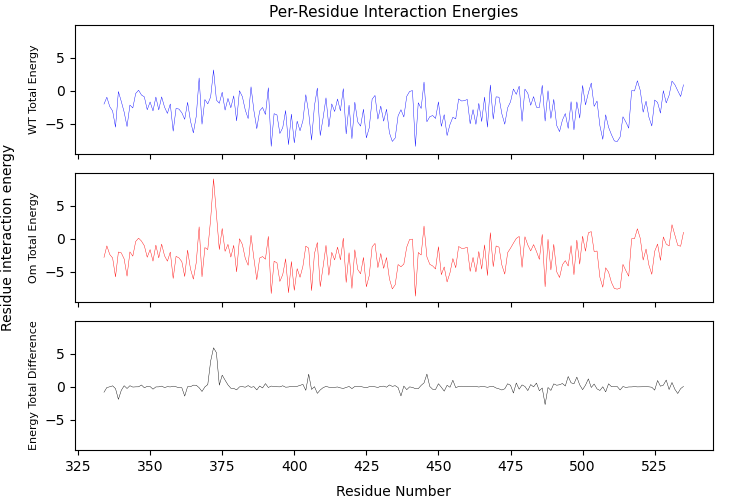 Per-Residue Interaction Energies
Residue interaction energy
WT Total Energy
5
0
−5
Om Total Energy
5
0
−5
Energy Total Difference
5
0
−5
325 350 375 400 425 450 475 500 525
Residue Number